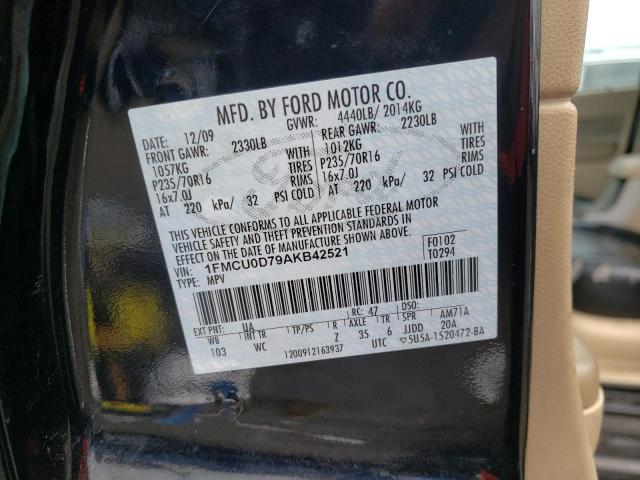 MFD. BY FORD MOTOR CO.
DATE: 12/09 GVWR: 4440LB/ 2014KG
FRONT GAWR: 2330LB REAR GAWR: 2230LB
1057KG 1012KG WITH
P235/70R16 TIRES P235/70R16 TIRES
16x7.0J RIMS 16x7.0J RIMS
AT 220 kPa/ 32 PSI COLD AT 220 kPa/ 32 PSI COLD
THIS VEHICLE CONFORMS TO ALL APPLICABLE FEDERAL MOTOR
VEHICLE SAFETY AND THEFT PREVENTION STANDARDS IN
EFFECT ON THE DATE OF MANUFACTURE SHOWN ABOVE.
VIN: 1FMCU0D79AKB42521 F0102
TYPE: MPV T0294
EXT PNT: UA RC: 47 DSO:
WB INT TR TP/PS R AXLE TR SPR AM71A
103 WC Z 35 6 JJDD 20A
1200912163937 UTC 5U5A-1520472-BA
Ford